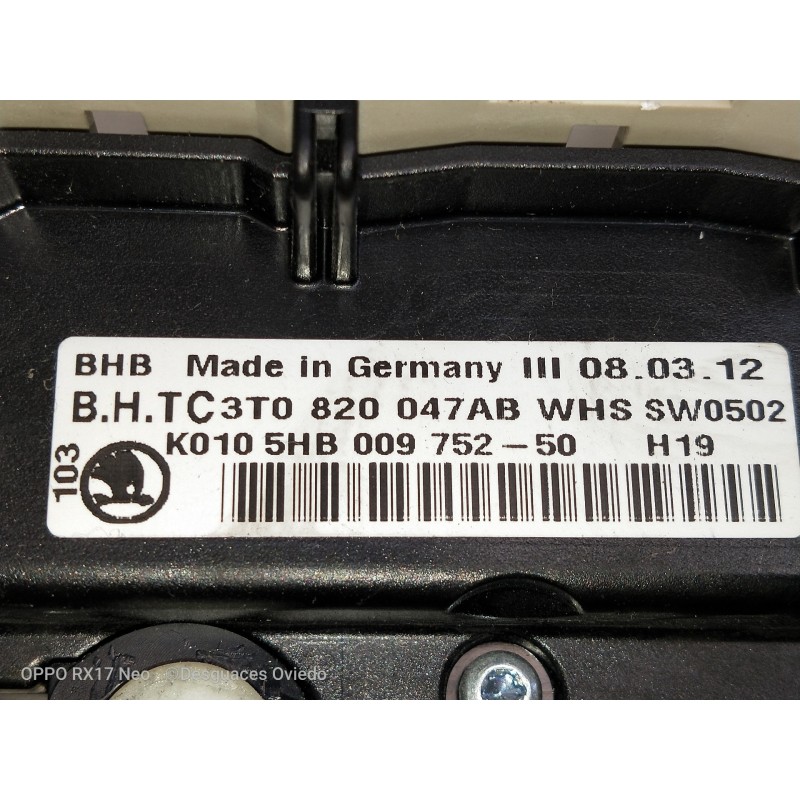 BHB Made in Germany III 08.03.12
B.H.TC 3T0 820 047AB WHS SW0502
K010 5HB 009 752-50 H19
103
OPPO RX17 Neo Desguaces Oviedo